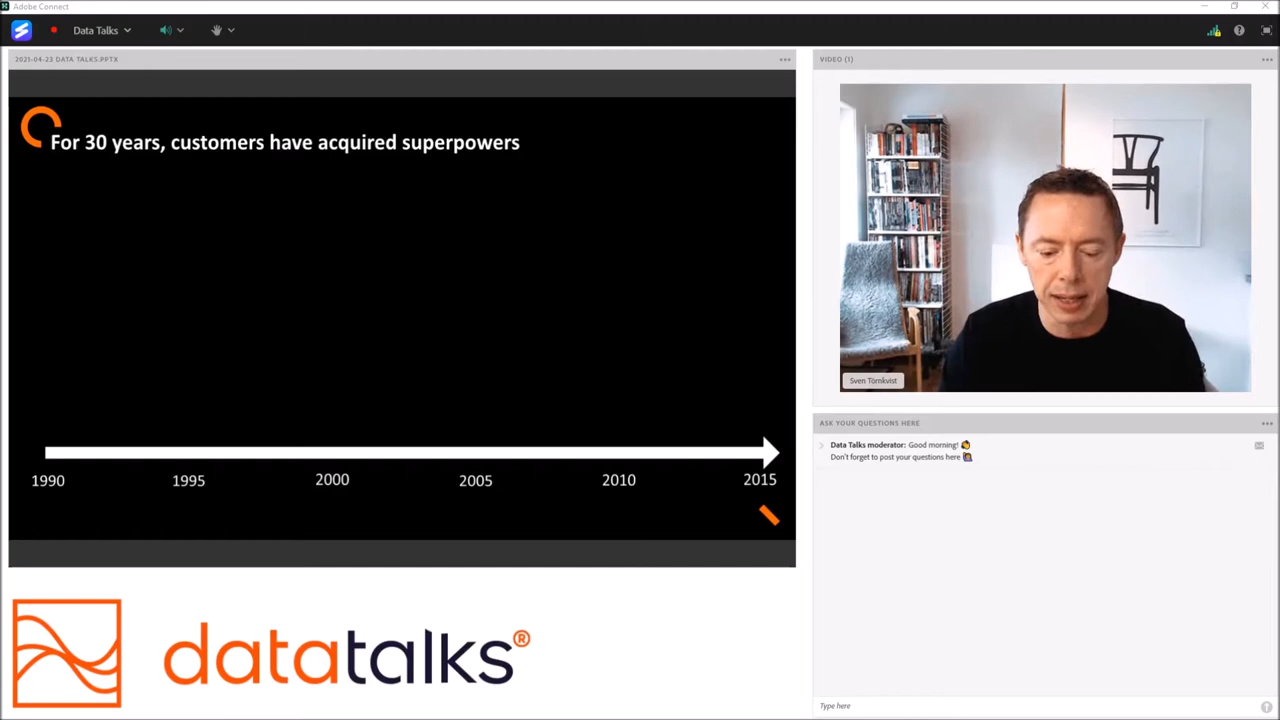 Adobe Connect
Data Talks
2021-04-23 DATA TALKS.PPTX
For 30 years, customers have acquired superpowers
1990 1995 2000 2005 2010 2015
datatalks®
VIDEO (1)
Sven Törnkvist
ASK YOUR QUESTIONS HERE
Data Talks moderator: Good morning!
Don't forget to post your questions here
Type here